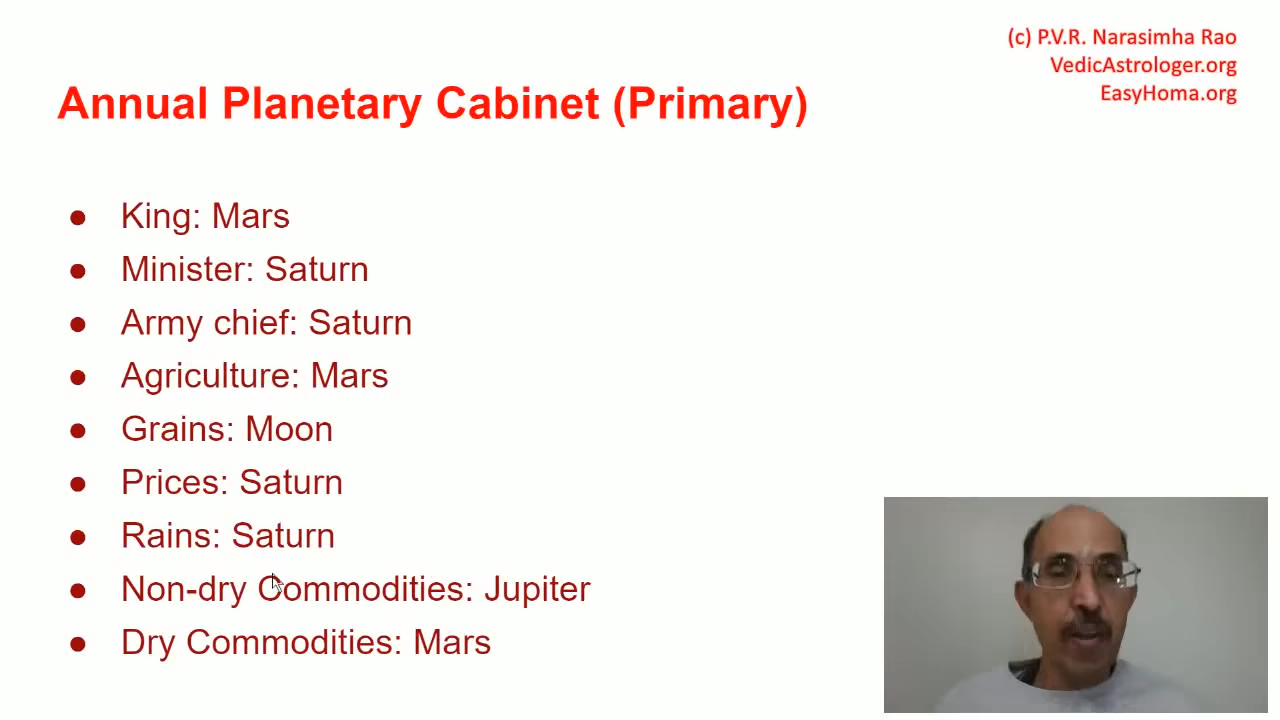 (c) P.V.R. Narasimha Rao
VedicAstrologer.org
EasyHoma.org
Annual Planetary Cabinet (Primary)
● King: Mars
● Minister: Saturn
● Army chief: Saturn
● Agriculture: Mars
● Grains: Moon
● Prices: Saturn
● Rains: Saturn
● Non-dry Commodities: Jupiter
● Dry Commodities: Mars